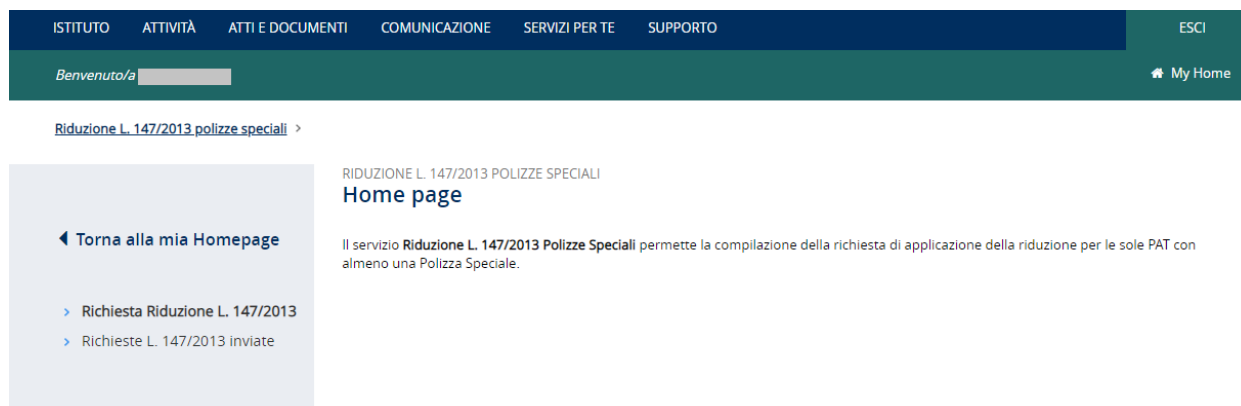 ISTITUTO ATTIVITÀ ATTI E DOCUMENTI COMUNICAZIONE SERVIZI PER TE SUPPORTO ESCI
Benvenuto/a My Home
Riduzione L. 147/2013 polizze speciali >
RIDUZIONE L. 147/2013 POLIZZE SPECIALI
Home page
Torna alla mia Homepage
Il servizio Riduzione L. 147/2013 Polizze Speciali permette la compilazione della richiesta di applicazione della riduzione per le sole PAT con
almeno una Polizza Speciale.
> Richiesta Riduzione L. 147/2013
> Richieste L. 147/2013 inviate